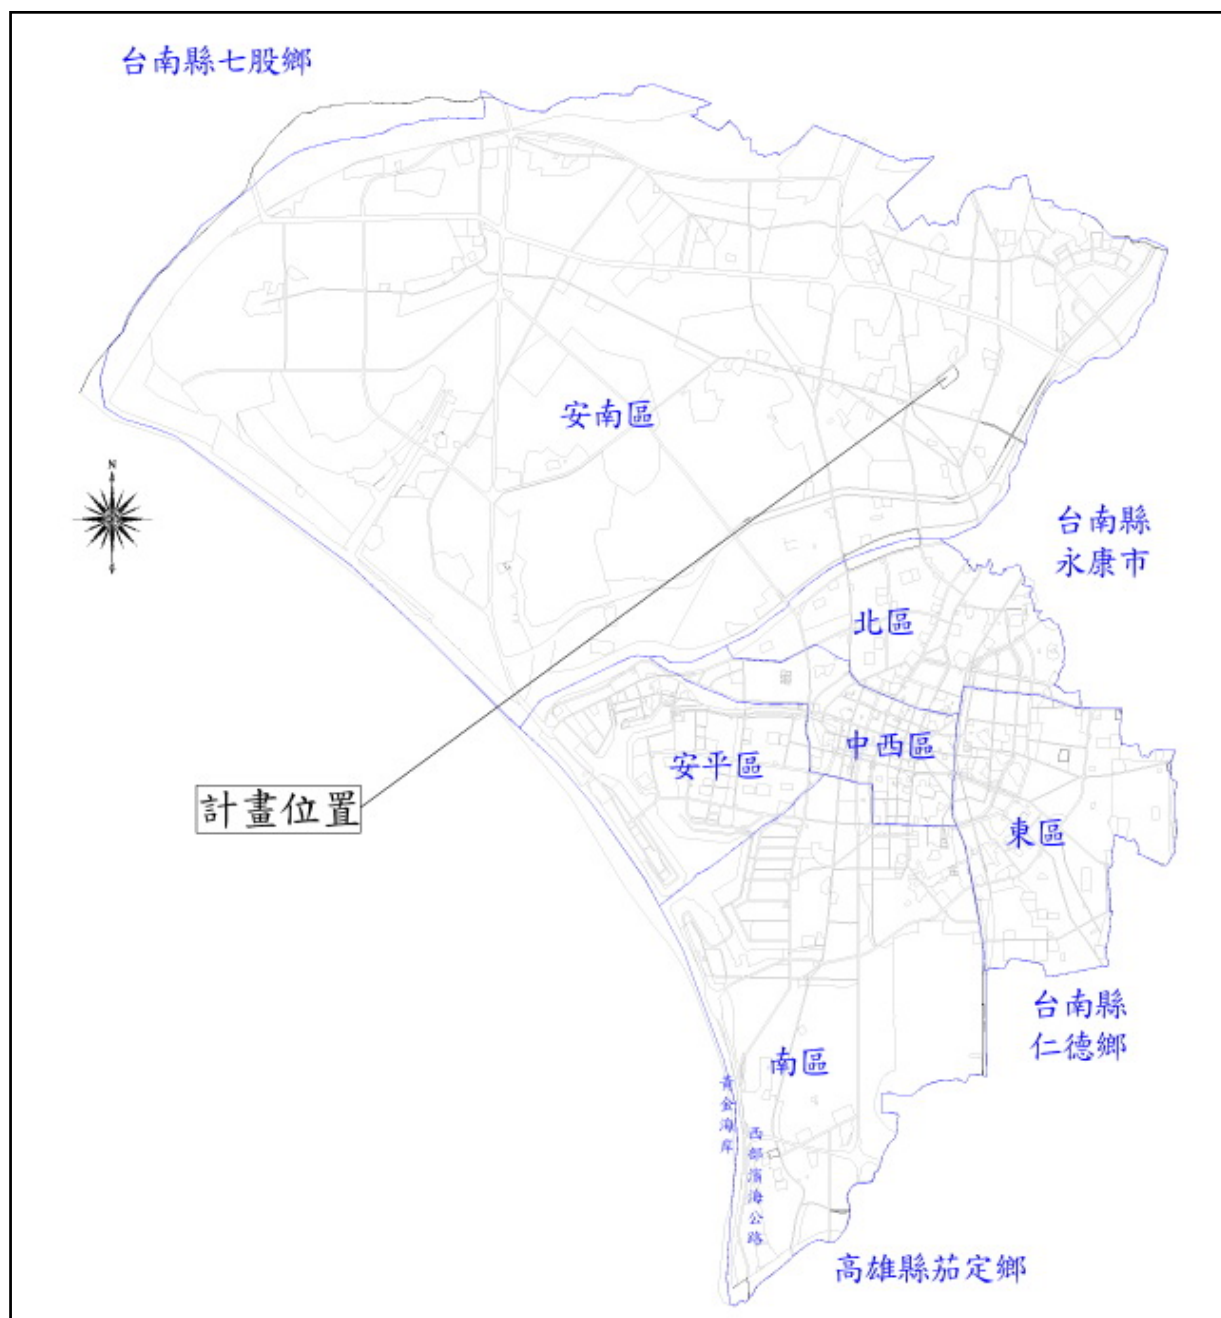 台南縣七股鄉
安南區
N
台南縣
永康市
北區
中西區
安平區
計畫位置
東區
台南縣
仁德鄉
南區
青金海岸
西部濱海公路
高雄縣茄定鄉